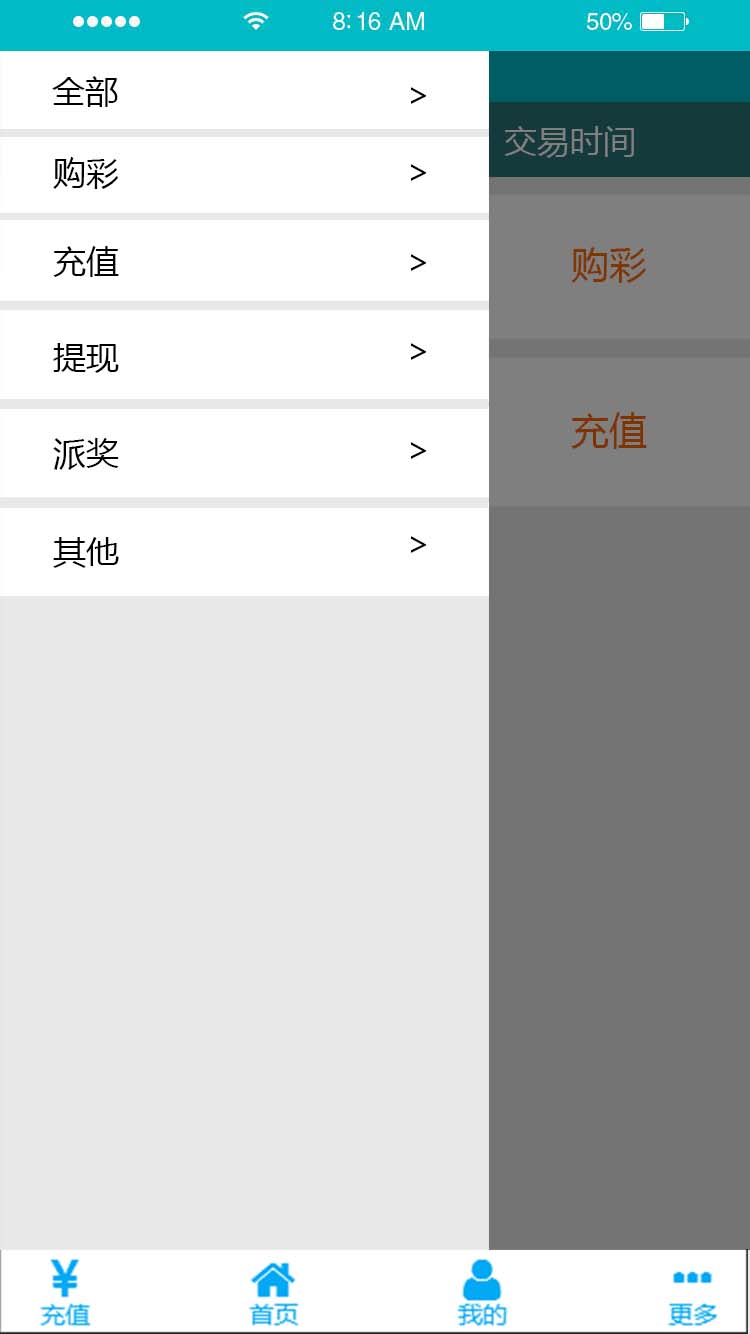 8:16 AM 50%
全部 >
交易时间
购彩 >
购彩
充值 >
提现 >
充值
派奖 >
其他 >
¥
充值 首页 我的 更多